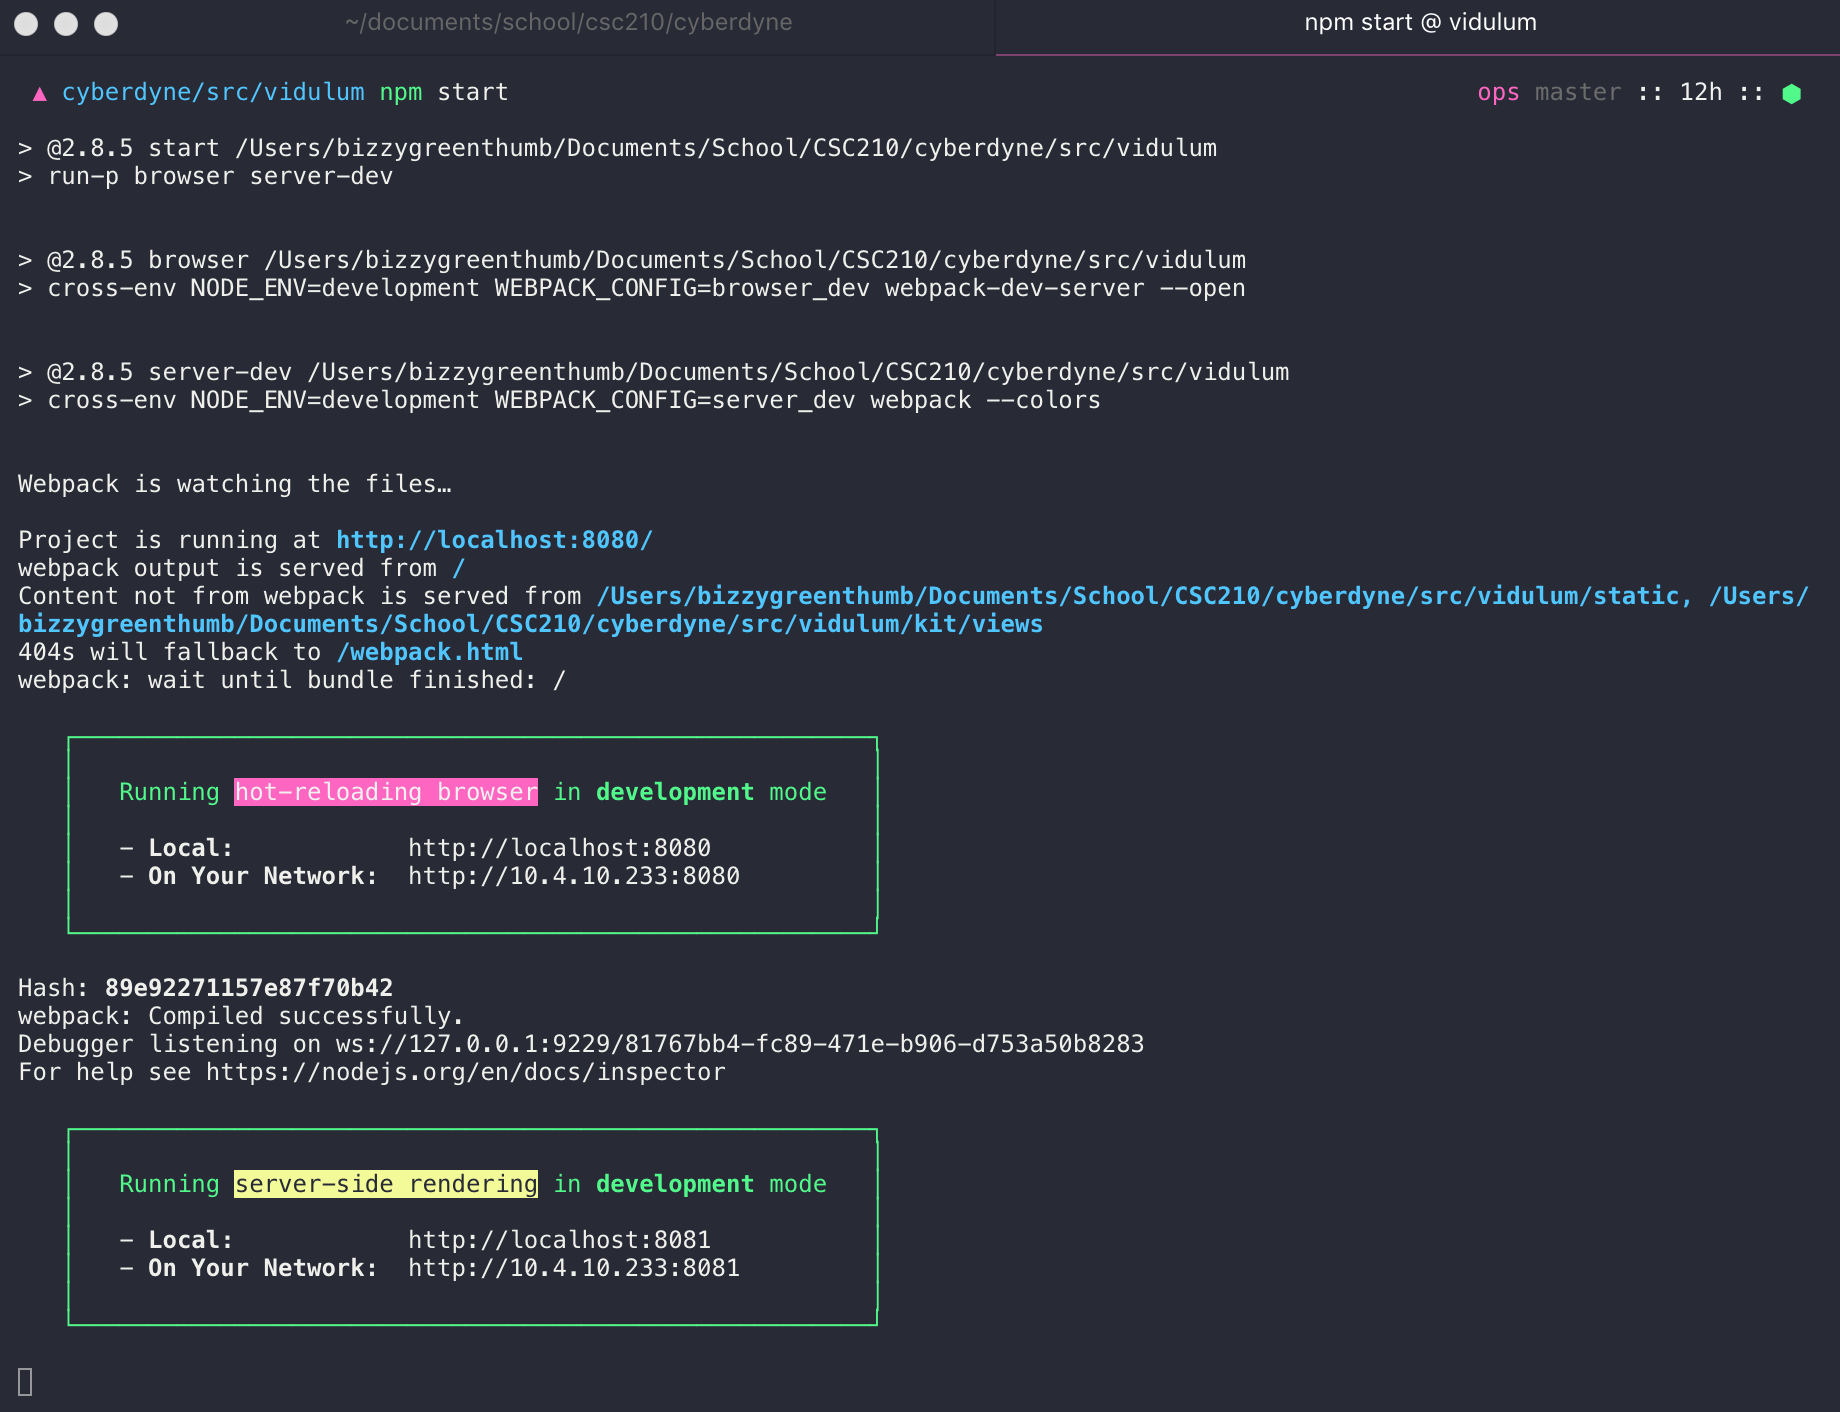 ~/documents/school/csc210/cyberdyne
npm start @ vidulum
▲ cyberdyne/src/vidulum npm start ops master :: 12h :: ⬢
> @2.8.5 start /Users/bizzygreenthumb/Documents/School/CSC210/cyberdyne/src/vidulum
> run-p browser server-dev
> @2.8.5 browser /Users/bizzygreenthumb/Documents/School/CSC210/cyberdyne/src/vidulum
> cross-env NODE_ENV=development WEBPACK_CONFIG=browser_dev webpack-dev-server --open
> @2.8.5 server-dev /Users/bizzygreenthumb/Documents/School/CSC210/cyberdyne/src/vidulum
> cross-env NODE_ENV=development WEBPACK_CONFIG=server_dev webpack --colors
Webpack is watching the files…
Project is running at http://localhost:8080/
webpack output is served from /
Content not from webpack is served from /Users/bizzygreenthumb/Documents/School/CSC210/cyberdyne/src/vidulum/static, /Users/
bizzygreenthumb/Documents/School/CSC210/cyberdyne/src/vidulum/kit/views
404s will fallback to /webpack.html
webpack: wait until bundle finished: /
Running hot-reloading browser in development mode
- Local: http://localhost:8080
- On Your Network: http://10.4.10.233:8080
Hash: 89e92271157e87f70b42
webpack: Compiled successfully.
Debugger listening on ws://127.0.0.1:9229/81767bb4-fc89-471e-b906-d753a50b8283
For help see https://nodejs.org/en/docs/inspector
Running server-side rendering in development mode
- Local: http://localhost:8081
- On Your Network: http://10.4.10.233:8081